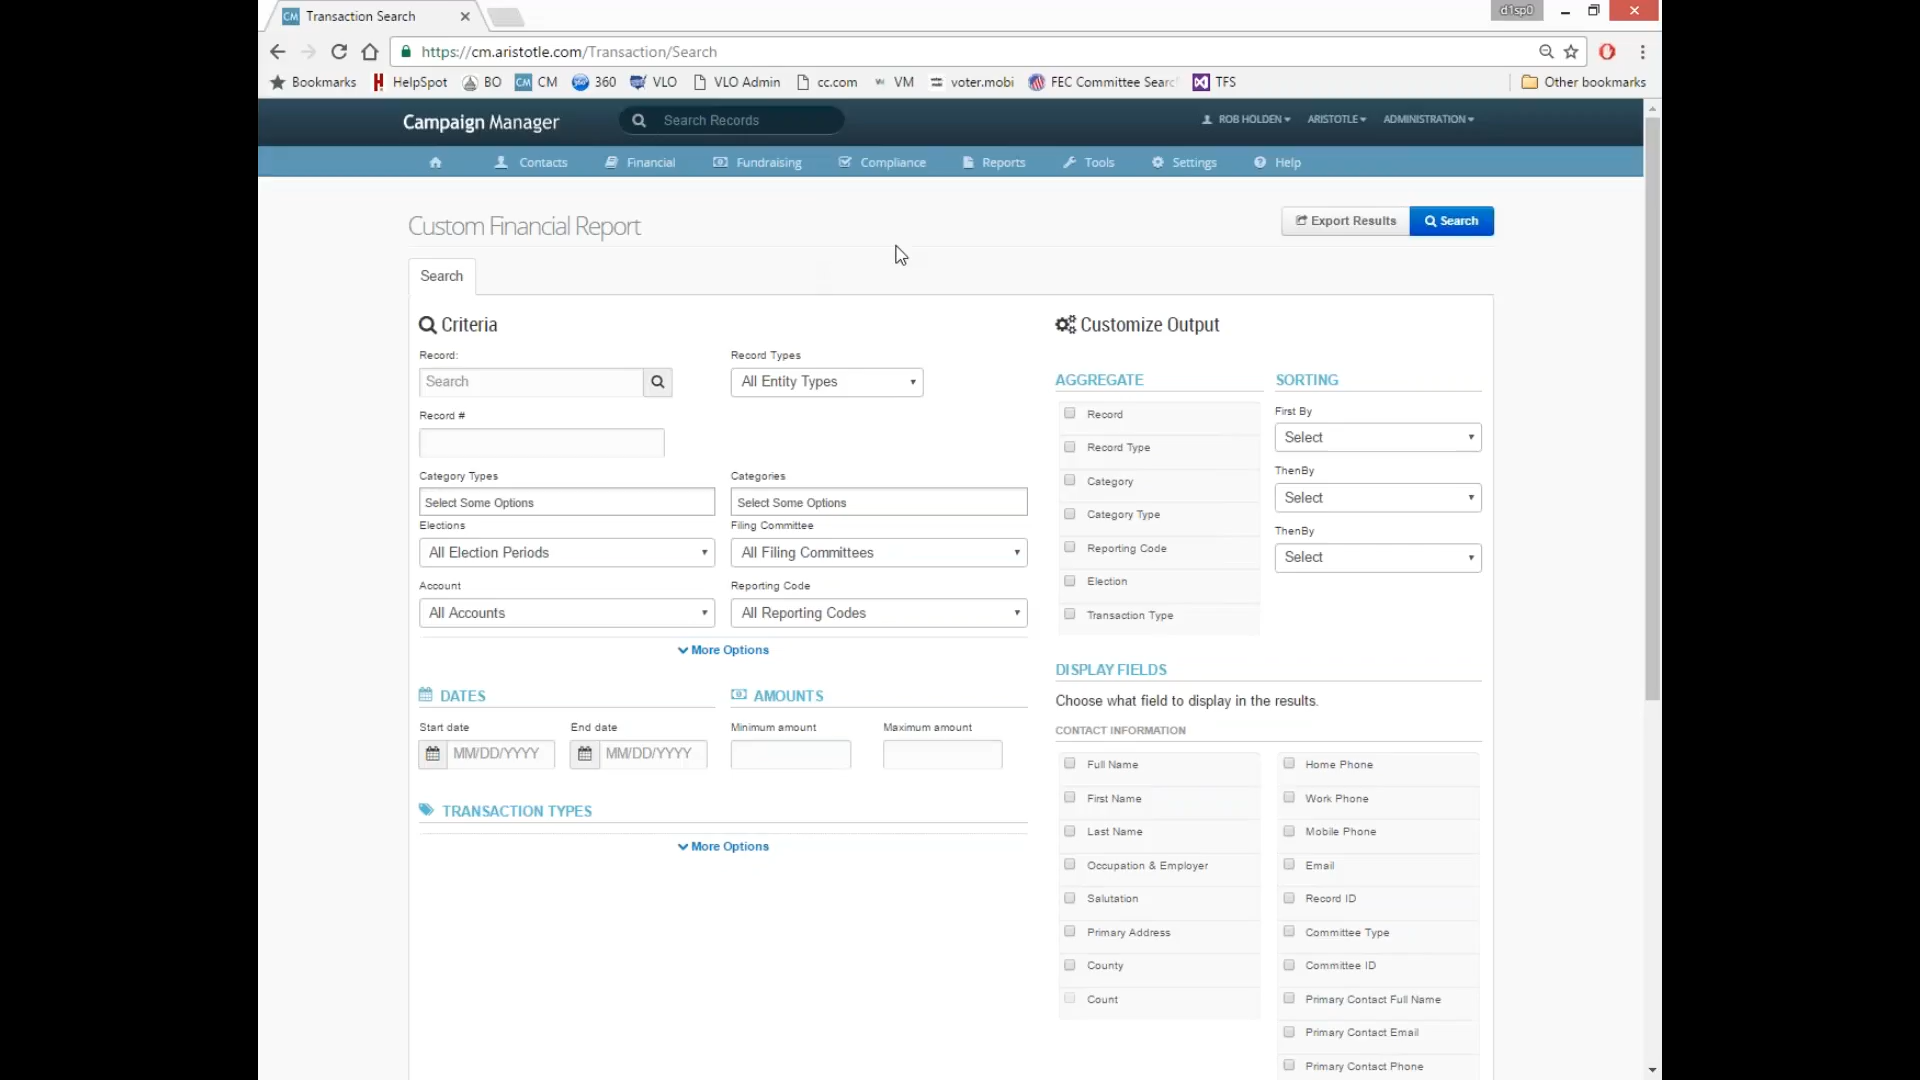 CM Transaction Search
d1sp0
https://cm.aristotle.com/Transaction/Search
Bookmarks HelpSpot BO CM CM 360 VLO VLO Admin cc.com VM voter.mobi FEC Committee Searc TFS Other bookmarks
Campaign Manager Search Records ROB HOLDEN ARISTOTLE ADMINISTRATION
Contacts Financial Fundraising Compliance Reports Tools Settings Help
Custom Financial Report Export Results Search
Search
Criteria
Record: Record Types
Search All Entity Types
Record #
Category Types Categories
Select Some Options Select Some Options
Elections Filing Committee
All Election Periods All Filing Committees
Account Reporting Code
All Accounts All Reporting Codes
More Options
DATES AMOUNTS
Start date End date Minimum amount Maximum amount
MM/DD/YYYY MM/DD/YYYY
TRANSACTION TYPES
More Options
Customize Output
AGGREGATE
Record
Record Type
Category
Category Type
Reporting Code
Election
Transaction Type
SORTING
First By
Select
ThenBy
Select
ThenBy
Select
DISPLAY FIELDS
Choose what field to display in the results.
CONTACT INFORMATION
Full Name Home Phone
First Name Work Phone
Last Name Mobile Phone
Occupation & Employer Email
Salutation Record ID
Primary Address Committee Type
County Committee ID
Count Primary Contact Full Name
Primary Contact Email
Primary Contact Phone